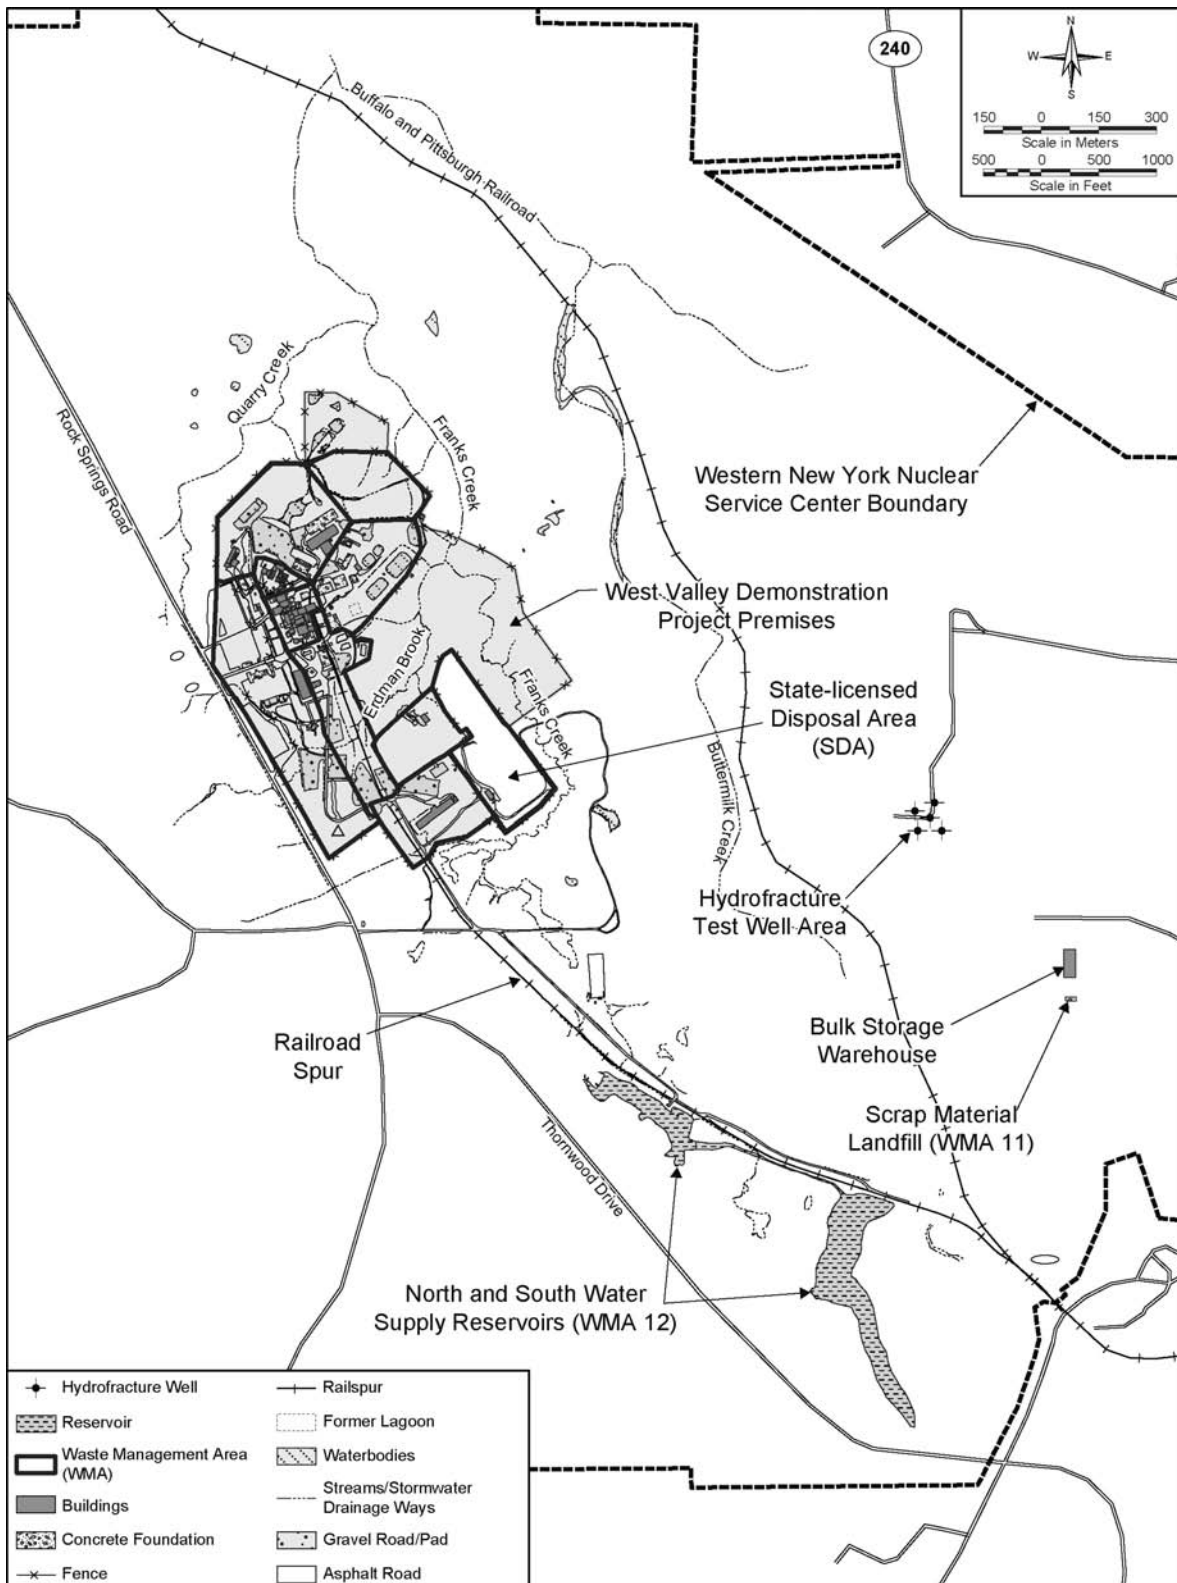 240
N
W E
S
150 0 150 300
Scale in Meters
500 0 500 1000
Scale in Feet
Buffalo and Pittsburgh Railroad
Quarry Creek
Franks Creek
Rock Springs Road
Western New York Nuclear
Service Center Boundary
West Valley Demonstration
Project Premises
Erdman Brook
Franks Creek
State-licensed
Disposal Area
(SDA)
Buttermilk Creek
Hydrofracture
Test Well Area
Bulk Storage
Warehouse
Railroad
Spur
Scrap Material
Landfill (WMA 11)
Thornwood Drive
North and South Water
Supply Reservoirs (WMA 12)
Hydrofracture Well
Reservoir
Waste Management Area
(WMA)
Buildings
Concrete Foundation
Fence
Railspur
Former Lagoon
Waterbodies
Streams/Stormwater
Drainage Ways
Gravel Road/Pad
Asphalt Road